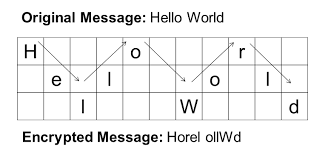 Original Message: Hello World
H o r
e l o l
l W d
Encrypted Message: Horel ollWd